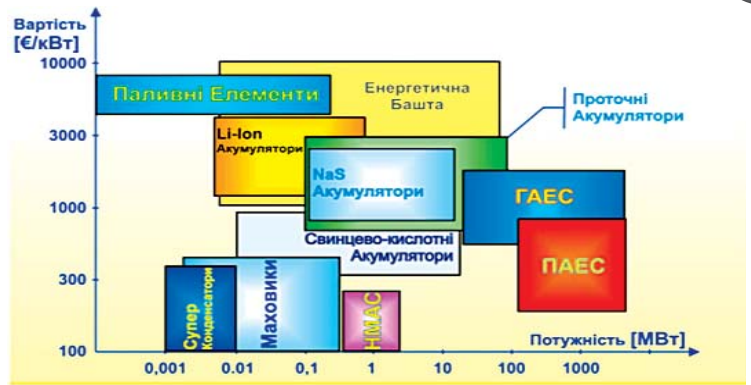 Вартість
[€/кВт]
10000
3000
1000
300
100
Паливні Елементи
Енергетична
Башта
Li-Ion
Акумулятори
Проточні
Акумулятори
NaS
Акумулятори
ГАЕС
Свинцево-кислотні
Акумулятори
ПАЕС
Супер
Конденсатори
Маховики
НМАС
Потужність [МВт]
0,001
0.01
0,1
1
10
100
1000